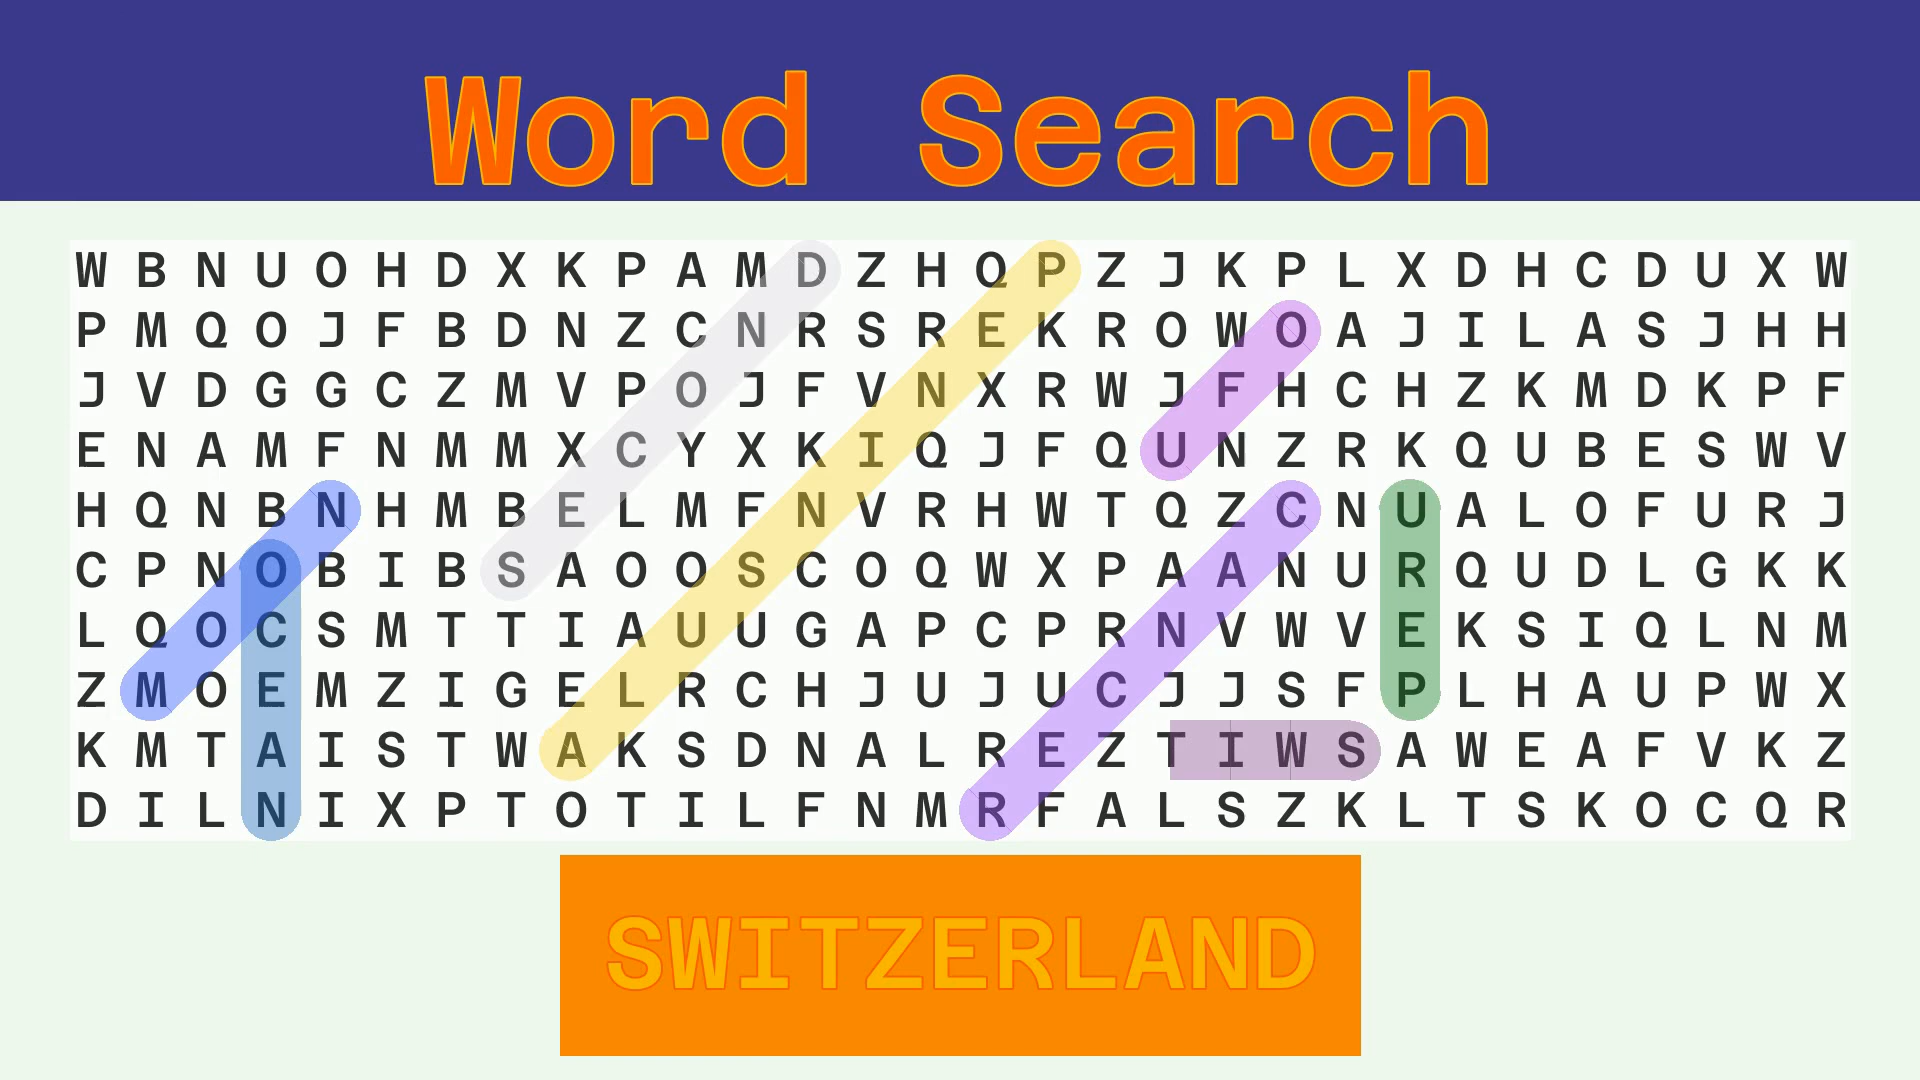 Word Search
W B N U O H D X K P A M D Z H Q P Z J K P L X D H C D U X W
P M Q O J F B D N Z C N R S R E K R O W O A J I L A S J H H
J V D G G C Z M V P O J F V N X R W J F H C H Z K M D K P F
E N A M F N M M X C Y X K I Q J F Q U N Z R K Q U B E S W V
H Q N B N H M B E L M F N V R H W T Q Z C N U A L O F U R J
C P N O B I B S A O O S C O Q W X P A A N U R Q U D L G K K
L Q O C S M T T I A U U G A P C P R N V W V E K S I Q L N M
Z M O E M Z I G E L R C H J U J U C J J S F P L H A U P W X
K M T A I S T W A K S D N A L R E Z T I W S A W E A F V K Z
D I L N I X P T O T I L F N M R F A L S Z K L T S K O C Q R
SWITZERLAND